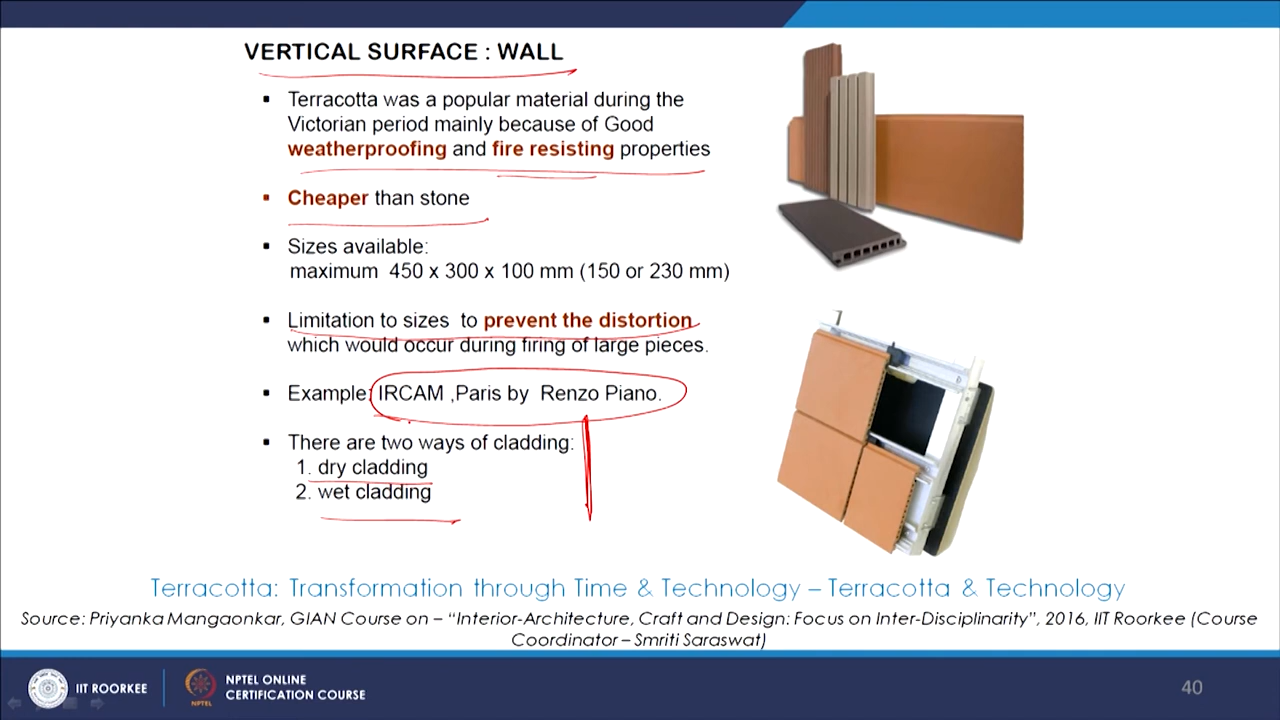 VERTICAL SURFACE : WALL
▪ Terracotta was a popular material during the
Victorian period mainly because of Good
weatherproofing and fire resisting properties
▪ Cheaper than stone
▪ Sizes available:
maximum 450 x 300 x 100 mm (150 or 230 mm)
▪ Limitation to sizes to prevent the distortion
which would occur during firing of large pieces.
▪ Example: IRCAM ,Paris by Renzo Piano.
▪ There are two ways of cladding:
1. dry cladding
2. wet cladding
Terracotta: Transformation through Time & Technology – Terracotta & Technology
Source: Priyanka Mangaonkar, GIAN Course on – “Interior-Architecture, Craft and Design: Focus on Inter-Disciplinarity”, 2016, IIT Roorkee (Course
Coordinator – Smriti Saraswat)
IIT ROORKEE
NPTEL
NPTEL ONLINE
CERTIFICATION COURSE
40